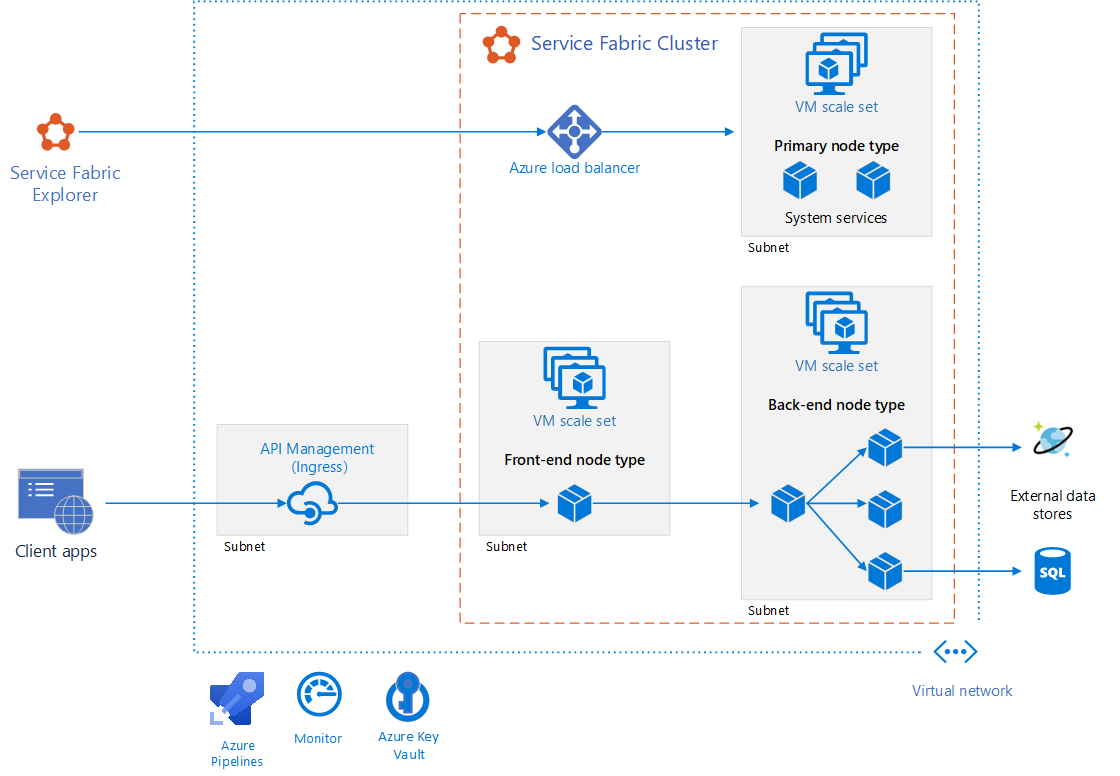 Service Fabric Cluster
VM scale set
Primary node type
System services
Subnet
Service Fabric
Explorer
Azure load balancer
VM scale set
Back-end node type
Subnet
VM scale set
Front-end node type
Subnet
API Management
(Ingress)
Subnet
Client apps
External data
stores
SQL
Virtual network
Azure
Pipelines
Monitor
Azure Key
Vault